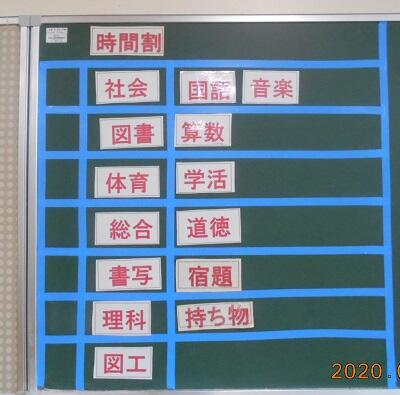 時間割
社会 国語 音楽
図書 算数
体育 学活
総合 道徳
書写 宿題
理科 持ち物
図工
2020.